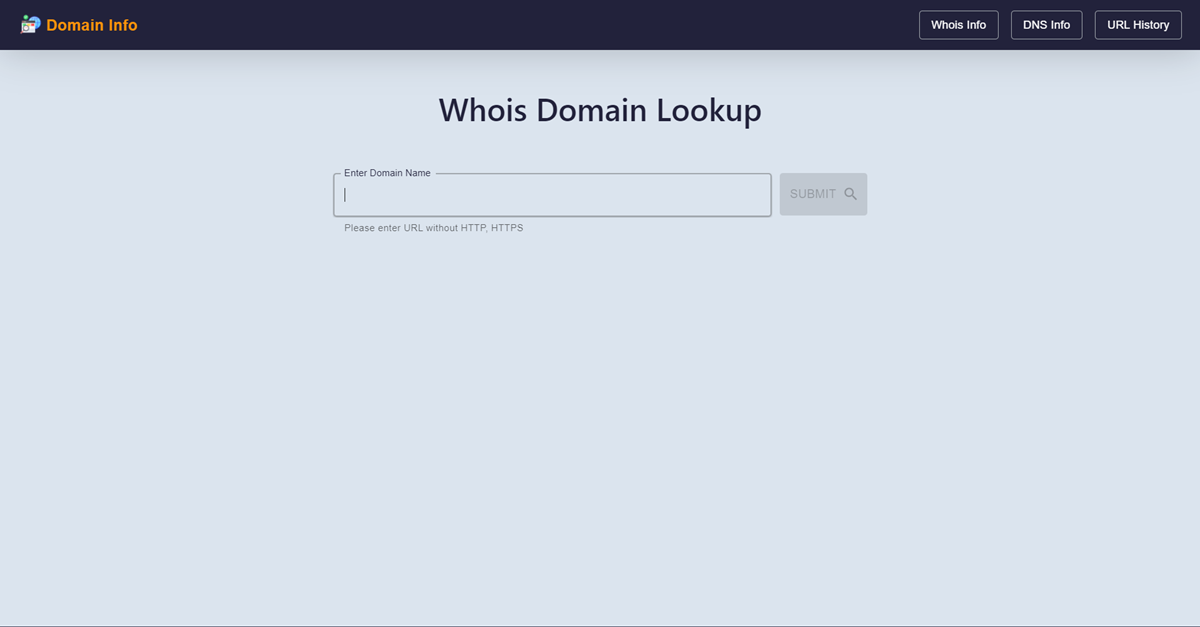 Domain Info
Whois Info
DNS Info
URL History
Whois Domain Lookup
Enter Domain Name
SUBMIT
Please enter URL without HTTP, HTTPS